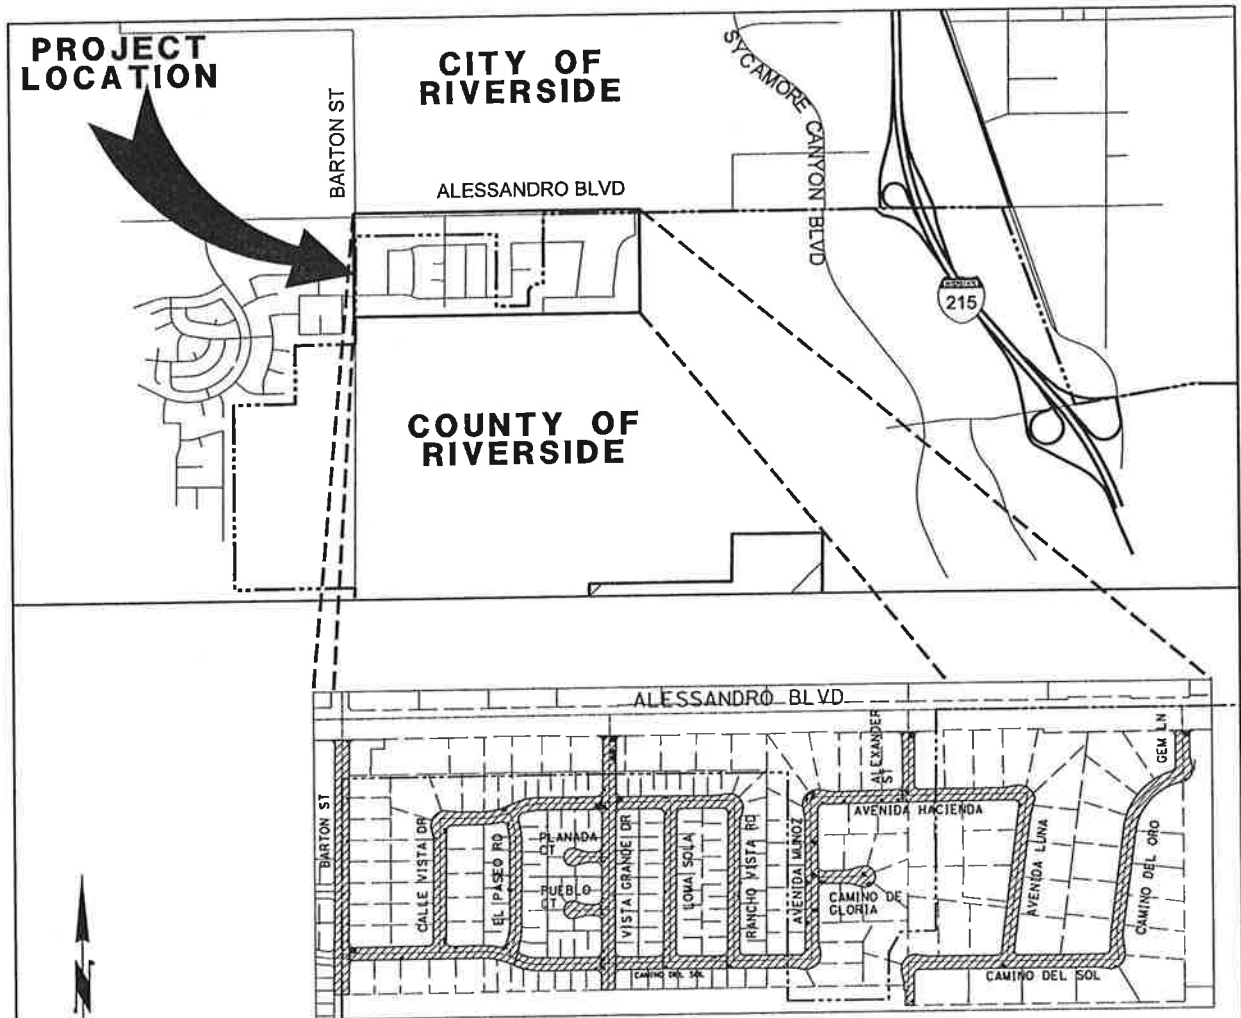 PROJECT
LOCATION
CITY OF
RIVERSIDE
BARTON ST
ALESSANDRO BLVD
SYCAMORE CANYON BLVD
INTERSTATE
215
COUNTY OF
RIVERSIDE
ALESSANDRO BLVD
BARTON ST
CALLE VISTA DR
EL PASEO RD
PLANADA
CT
PUEBLO
CT
VISTA GRANDE DR
LOMA SOLA
RANCHO VISTA RD
AVENIDA MUNOZ
ALEXANDER
ST
AVENIDA HACIENDA
CAMINO DE
GLORIA
AVENIDA LUNA
CAMINO DEL ORO
GEM LN
CAMINO DEL SOL
CAMINO DEL SOL
N